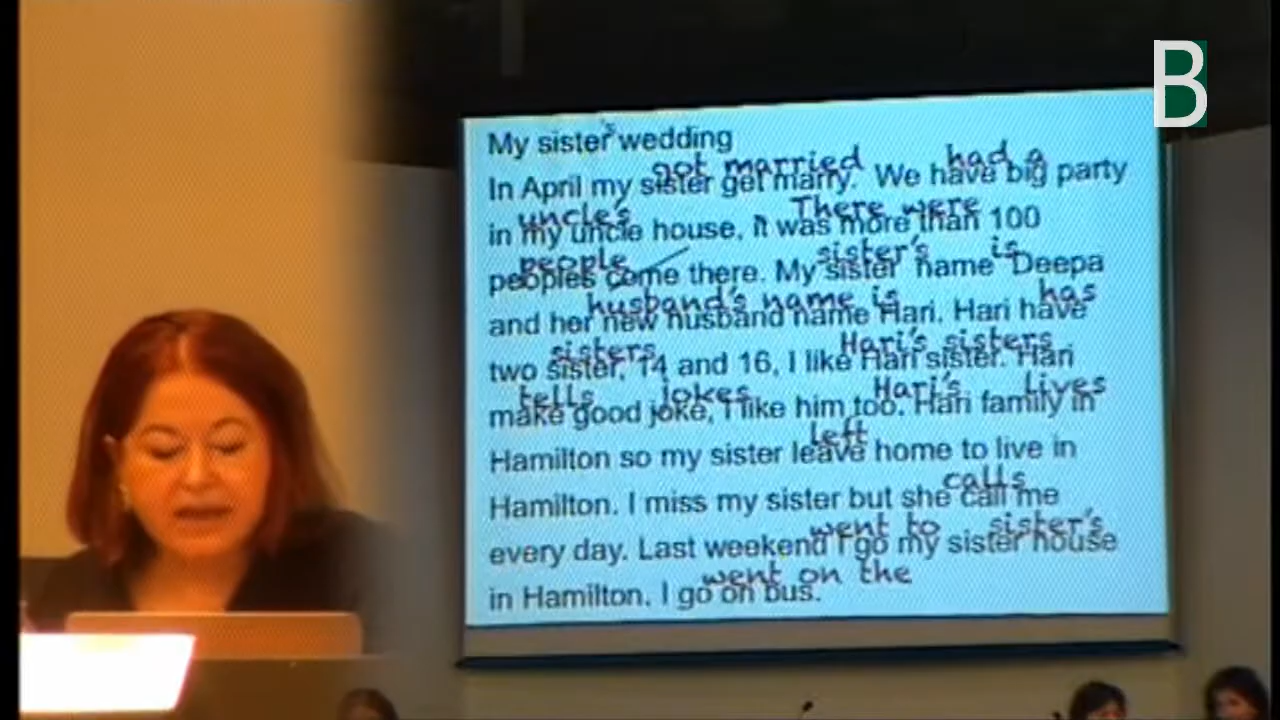 B
My sister's wedding
got married had a
In April my sister get marry. We have big party
uncle's There were
in my uncle house, it was more than 100
people sister's is
peoples come there. My sister name Deepa
husband's name is has
and her new husband name Hari. Hari have
sisters Hari's sisters
two sister, 14 and 16, I like Hari sister. Hari
tells jokes Hari's lives
make good joke, I like him too. Hari family in
left
Hamilton so my sister leave home to live in
calls
Hamilton. I miss my sister but she call me
went to sister's
every day. Last weekend I go my sister house
went on the
in Hamilton. I go on bus.